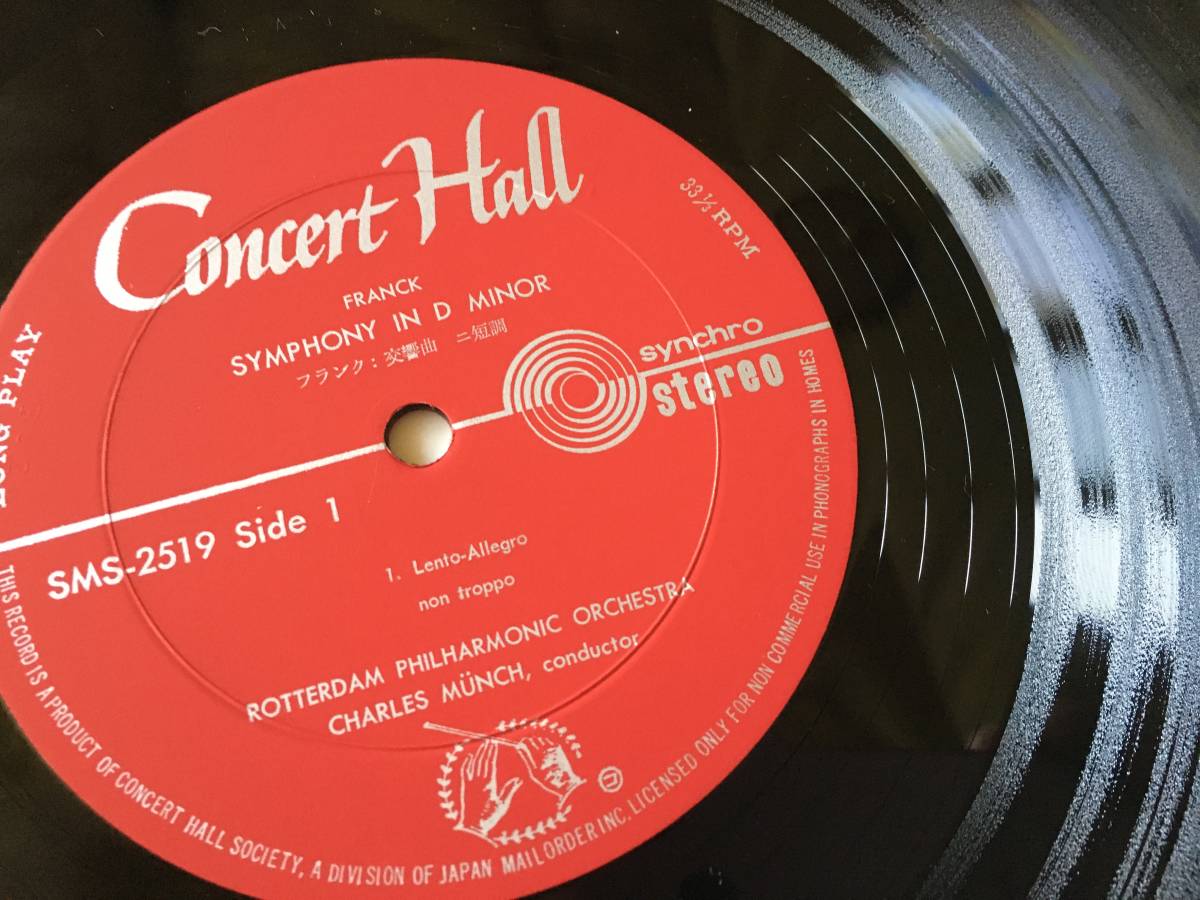 Concert Hall
FRANCK
SYMPHONY IN D MINOR
フランク：交響曲　ニ短調
33⅓ RPM
synchro
stereo
LONG PLAY
SMS-2519 Side 1
1. Lento-Allegro
non troppo
ROTTERDAM PHILHARMONIC ORCHESTRA
CHARLES MÜNCH, conductor
THIS RECORD IS A PRODUCT OF CONCERT HALL SOCIETY, A DIVISION OF JAPAN MAIL ORDER INC. LICENSED ONLY FOR NON COMMERCIAL USE IN PHONOGRAPHS IN HOMES